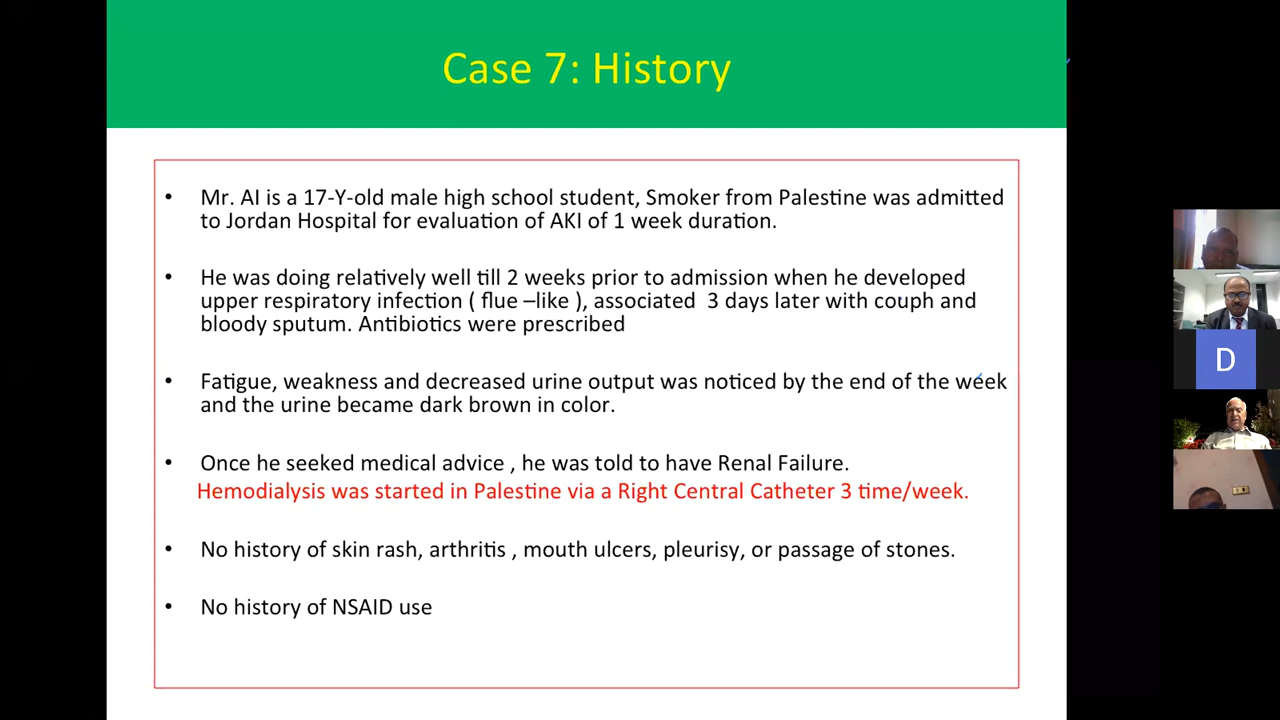 Case 7: History
• Mr. AI is a 17-Y-old male high school student, Smoker from Palestine was admitted
to Jordan Hospital for evaluation of AKI of 1 week duration.
• He was doing relatively well till 2 weeks prior to admission when he developed
upper respiratory infection ( flue –like ), associated 3 days later with couph and
bloody sputum. Antibiotics were prescribed
• Fatigue, weakness and decreased urine output was noticed by the end of the week
and the urine became dark brown in color.
• Once he seeked medical advice , he was told to have Renal Failure.
Hemodialysis was started in Palestine via a Right Central Catheter 3 time/week.
• No history of skin rash, arthritis , mouth ulcers, pleurisy, or passage of stones.
• No history of NSAID use
D